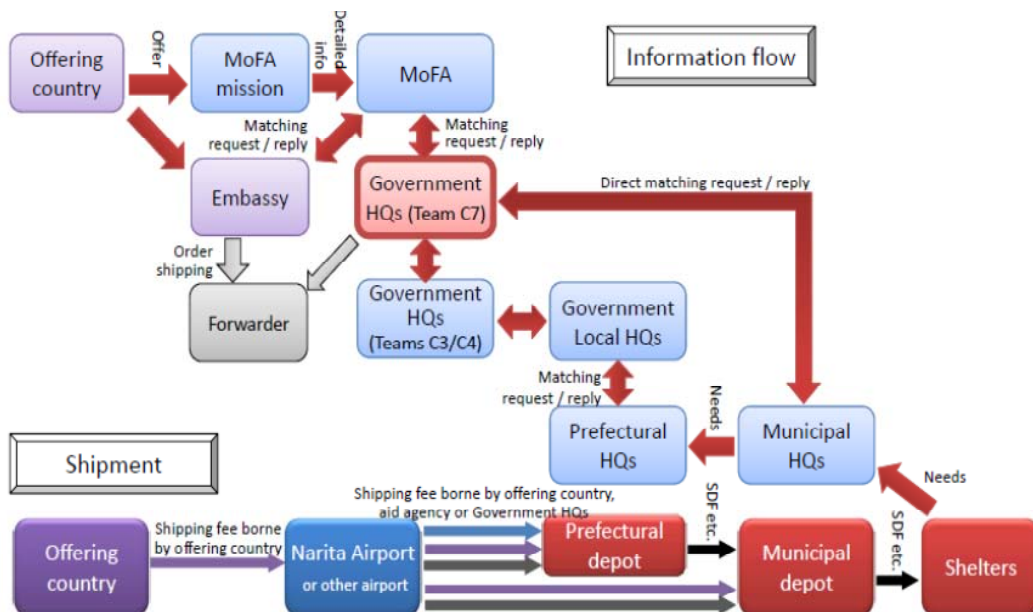 Offering
country
Offer
MoFA
mission
Detailed
info
MoFA
Information flow
Matching
request / reply
Matching
request / reply
Embassy
Government
HQs (Team C7)
Direct matching request / reply
Order
shipping
Forwarder
Government
HQs
(Teams C3/C4)
Government
Local HQs
Matching
request / reply
Prefectural
HQs
Needs
Municipal
HQs
Needs
Shipment
Shipping fee borne by offering country,
aid agency or Government HQs
Offering
country
Shipping fee borne
by offering country
Narita Airport
or other airport
Prefectural
depot
SDF etc.
Municipal
depot
SDF etc.
Shelters